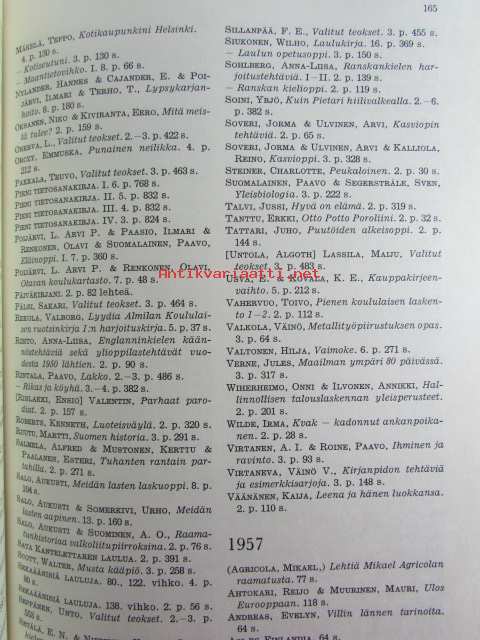 165
MÄKELÄ, TEPPO, Kotikaupunkini Helsinki.
4. p. 130 s.
— Kotiseutuni. 3. p. 130 s.
— Maantietovihko. I. 8. p. 66 s.
NYLANDER, HANNES & CAJANDER, E. & POI-
JÄRVI, ILMARI & TERHO, T., Lypsykarjan-
hoito. 8. p. 180 s.
OKSANEN, NIKO & KIVIRANTA, EERO, Mitä meis-
tä tulee? 2. p. 159 s.
ONERVA, L., Valitut teokset. 2.—3. p. 422 s.
ORCZY, EMMUSKA, Punainen neilikka. 4. p.
212 s.
PAKKALA, TEUVO, Valitut teokset. 3. p. 463 s.
PIENI TIETOSANAKIRJA. I. 6. p. 768 s.
PIENI TIETOSANAKIRJA. II. 5. p. 832 s.
PIENI TIETOSANAKIRJA. III. 4. p. 832 s.
PIENI TIETOSANAKIRJA. IV. 3. p. 824 s.
POIJÄRVI, L. ARVI P. & PAASIO, ILMARI &
RENKONEN, OLAVI & SUOMALAINEN, PAAVO,
Elävoppi. I. 7. p. 360 s.
POIJÄRVI, L. ARVI P. & RENKONEN, OLAVI,
Otavan koulukartasto. 7. p. 48 s.
PÄIVÄKIRJANI. 2. p. 82 lehteä.
PÄLSI, SAKARI, Valitut teokset. 3. p. 464 s.
REKULA, VALBORG, Lyydia Almilan Koululai-
sen ruotsinkirja I:n harjoituskirja. 5. p. 37 s.
RINTO, ANNA-LIISA, Englanninkielen kään-
nöstehtäviä sekä ylioppilastehtävät vuo-
desta 1950 lähtien. 2. p. 90 s.
RINTALA, PAAVO, Lakko. 2.—3. p. 486 s.
— Rikas ja köyhä. 3.—4. p. 382 s.
[RISLAKKI, ENSIO] VALENTIN, Parhaat paro-
diat. 2. p. 157 s.
ROBERTS, KENNETH, Luoteisväylä. 2. p. 320 s.
RUUTU, MARTTI, Suomen historia. 3. p. 291 s.
SALMELA, ALFRED & MUSTONEN, KERTTU &
PAALANEN, ESTERI, Tuhanten rantain par-
tahilla. 2. p. 271 s.
SALO, AUKUSTI, Meidän lasten laskuoppi. 8. p.
164 s.
SALO, AUKUSTI & SOMERKIVI, URHO, Meidän
lasten aapinen. 13. p. 160 s.
SALO, AUKUSTI & SUOMINEN, A. O., Raama-
tunhistoriaa valkoliitupiirroksina. 2. p. 76 s.
SATA KANTELETTAREN LAULUA. 2. p. 391 s.
SCOTT, WALTER, Musta kääpiö. 3. p. 258 s.
SEKAÄÄNISIÄ LAULUJA. 80., 122. vihko. 4. p.
SEKAÄÄNISIÄ LAULUJA. 138. vihko. 2. p. 56 s.
SEPPÄNEN, UNTO, Valitut teokset. 2. p.
555 s.
SILLANPÄÄ, F. E., Valitut teokset. 3. p. 455 s.
SIUKONEN, WILHO, Laulukirja. 16. p. 369 s.
— Laulun opetusoppi. 3. p. 150 s.
SOHLBERG, ANNA-LIISA, Ranskankielen har-
joitustehtäviä. I—II. 2. p. 139 s.
— Ranskan kielioppi. 2. p. 119 s.
SOINI, YRJÖ, Kuin Pietari hiilivalkealla. 2.—6.
p. 382 s.
SOVERI, JORMA & ULVINEN, ARVI, Kasviopin
tehtäviä. 2. p. 65 s.
SOVERI, JORMA & ULVINEN, ARVI & KALLIOLA,
REINO, Kasvioppi. 3. p. 328 s.
STEINER, CHARLOTTE, Peukaloinen. 2. p. 30 s.
SUOMALAINEN, PAAVO & SEGERSTRÅLE, SVEN,
Yleisbiologia. 3. p. 222 s.
TALVI, JUSSI, Hyvä on elämä. 2. p. 319 s.
TANTTU, ERKKI, Otto Potto Porolliini. 2. p. 32 s.
TATTARI, JUHO, Puutöiden alkeisoppi. 2. p.
144 s.
[UNTOLA, ALGOTH] LASSILA, MAIJU, Valitut
teokset. 3. p. 483 s.
USVA, E. & KOVALA, K. E., Kauppakirjeen-
vaihto. 5. p. 212 s.
VAHERVUO, TOIVO, Pienen koululaisen lasken-
to 1—2. 2. p. 112 s.
VALKOLA, VÄINÖ, Metallityöpiirustuksen opas.
3. p. 64 s.
VALTONEN, HILJA, Vaimoke. 6. p. 271 s.
VERNE, JULES, Maailman ympäri 80 päivässä.
3. p. 317 s.
WIHERHEIMO, ONNI & ILVONEN, ANNIKKI, Hal-
linnollisen talouslaskennan yleisperusteet.
2. p. 201 s.
WILDE, IRMA, Kvak — kadonnut ankanpoika-
nen. 2. p. 28 s.
VIRTANEN, A. I. & ROINE, PAAVO, Ihminen ja
ravinto. 3. p. 93 s.
VIRTANEVA, VÄINÖ V., Kirjanpidon tehtäviä
ja esimerkkisarjoja. 3. p. 148 s.
VÄÄNÄNEN, KAIJA, Leena ja hänen luokkansa.
2. p. 110 s.
1957
(AGRICOLA, MIKAEL,) Lehtiä Mikael Agricolan
raamatusta. 77 s.
AHTOKARI, REIJO & MUURINEN, MAURI, Ulos
Eurooppaan. 118 s.
ANDREAS, EVELYN, Villin lännen tarinoita.
64 s.
Antikvariaatti.net